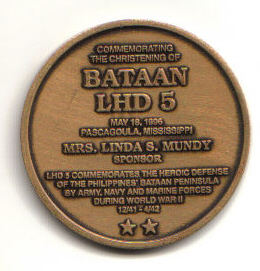 COMMEMORATING
THE CHRISTENING OF
BATAAN
LHD 5
MAY 18, 1996
PASCAGOULA, MISSISSIPPI
MRS. LINDA S. MUNDY
SPONSOR
LHD 5 COMMEMORATES THE HEROIC DEFENSE
OF THE PHILIPPINES' BATAAN PENINSULA
BY ARMY, NAVY AND MARINE FORCES
DURING WORLD WAR II
12/41 - 4/42